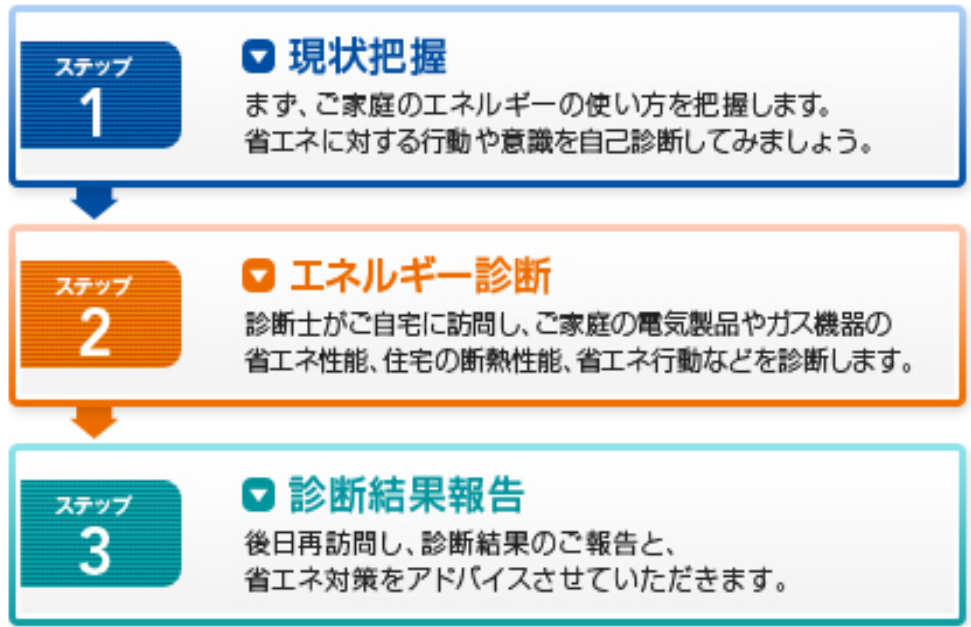 ステップ
1
現状把握
まず、ご家庭のエネルギーの使い方を把握します。
省エネに対する行動や意識を自己診断してみましょう。
ステップ
2
エネルギー診断
診断士がご自宅に訪問し、ご家庭の電気製品やガス機器の
省エネ性能、住宅の断熱性能、省エネ行動などを診断します。
ステップ
3
診断結果報告
後日再訪問し、診断結果のご報告と、
省エネ対策をアドバイスさせていただきます。